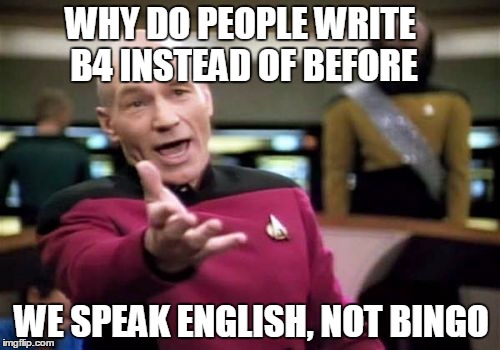 WHY DO PEOPLE WRITE
B4 INSTEAD OF BEFORE
WE SPEAK ENGLISH, NOT BINGO
imgflip.com